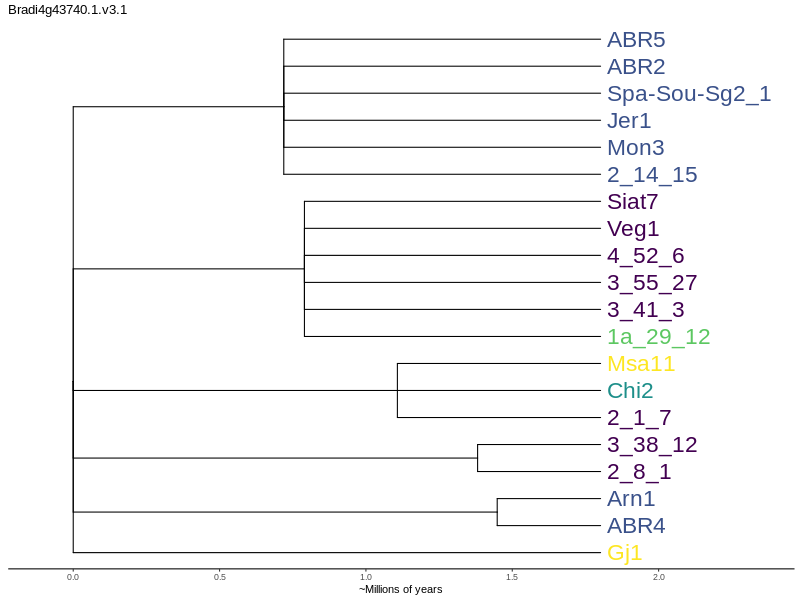 Bradi4g43740.1.v3.1
ABR5
ABR2
Spa-Sou-Sg2_1
Jer1
Mon3
2_14_15
Siat7
Veg1
4_52_6
3_55_27
3_41_3
1a_29_12
Msa11
Chi2
2_1_7
3_38_12
2_8_1
Arn1
ABR4
Gj1
0.0 0.5 1.0 1.5 2.0
~Millions of years